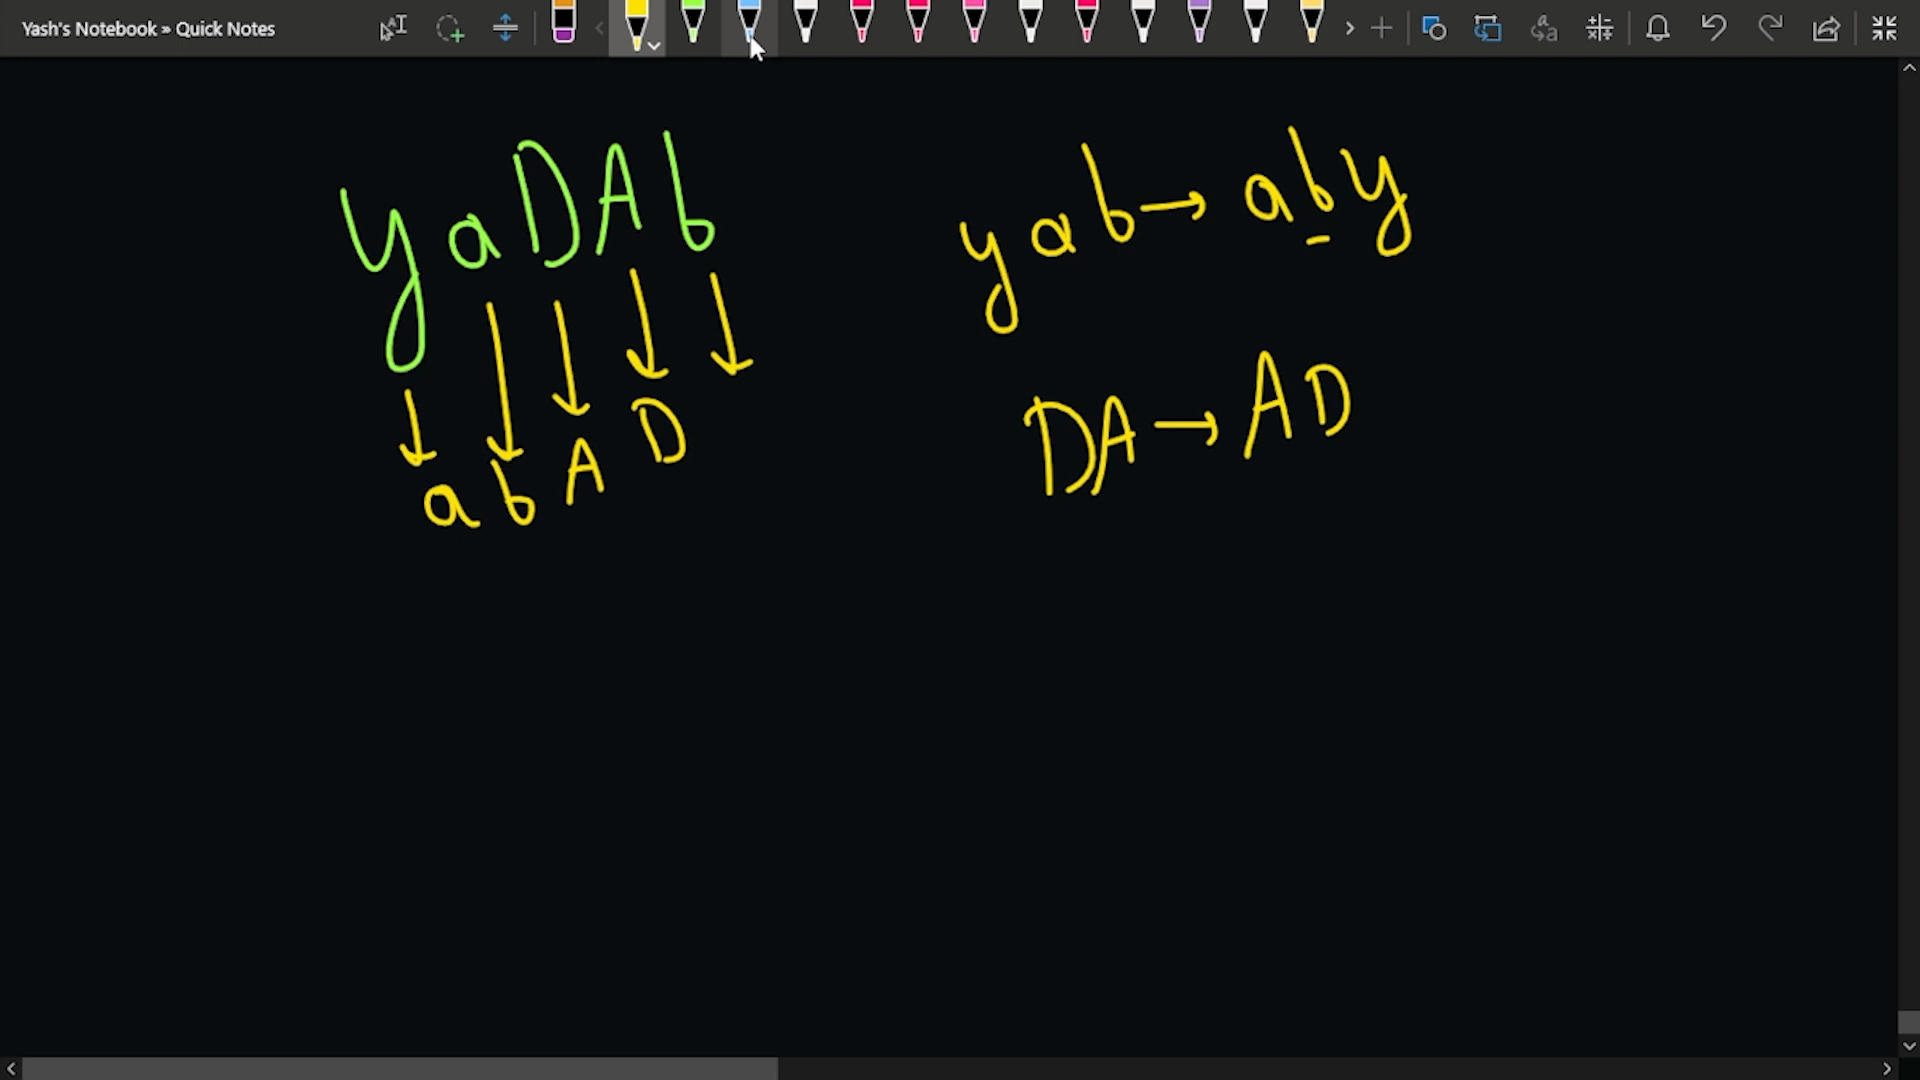 Yash's Notebook » Quick Notes
yaDAb
abAD
yab → aby
DA → AD